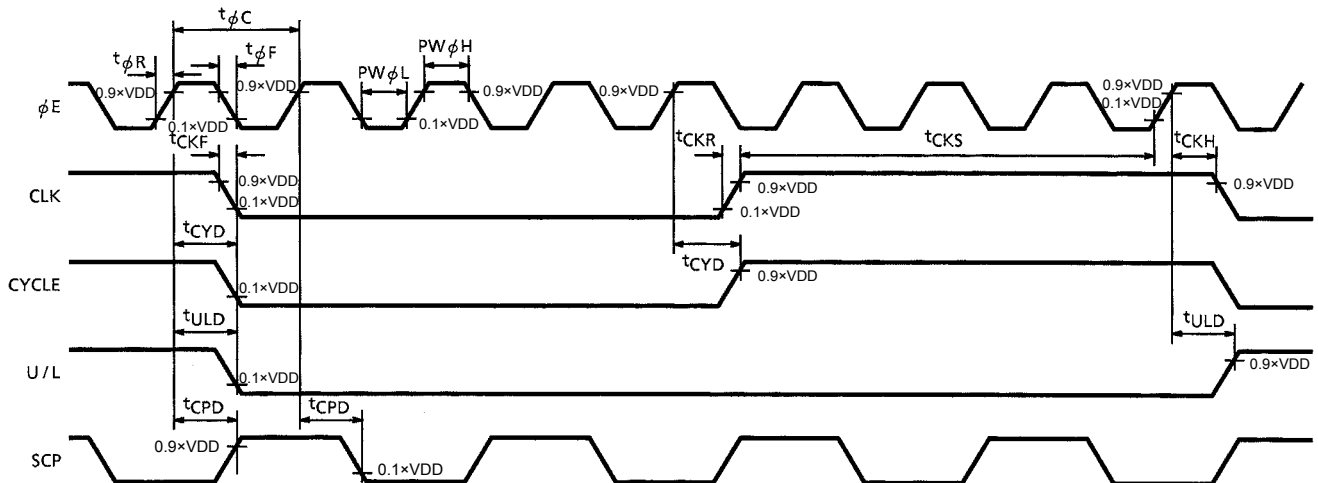 tϕC
tϕR
tϕF
PWϕL
PWϕH
ϕE
0.9×VDD
0.1×VDD
0.9×VDD
0.1×VDD
0.9×VDD
0.9×VDD
0.9×VDD
0.1×VDD
tCKF
tCKR
tCKS
tCKH
CLK
0.9×VDD
0.1×VDD
0.9×VDD
0.1×VDD
0.9×VDD
tCYD
tCYD
CYCLE
0.1×VDD
0.9×VDD
tULD
tULD
U/L
0.1×VDD
0.9×VDD
tCPD
tCPD
SCP
0.9×VDD
0.1×VDD